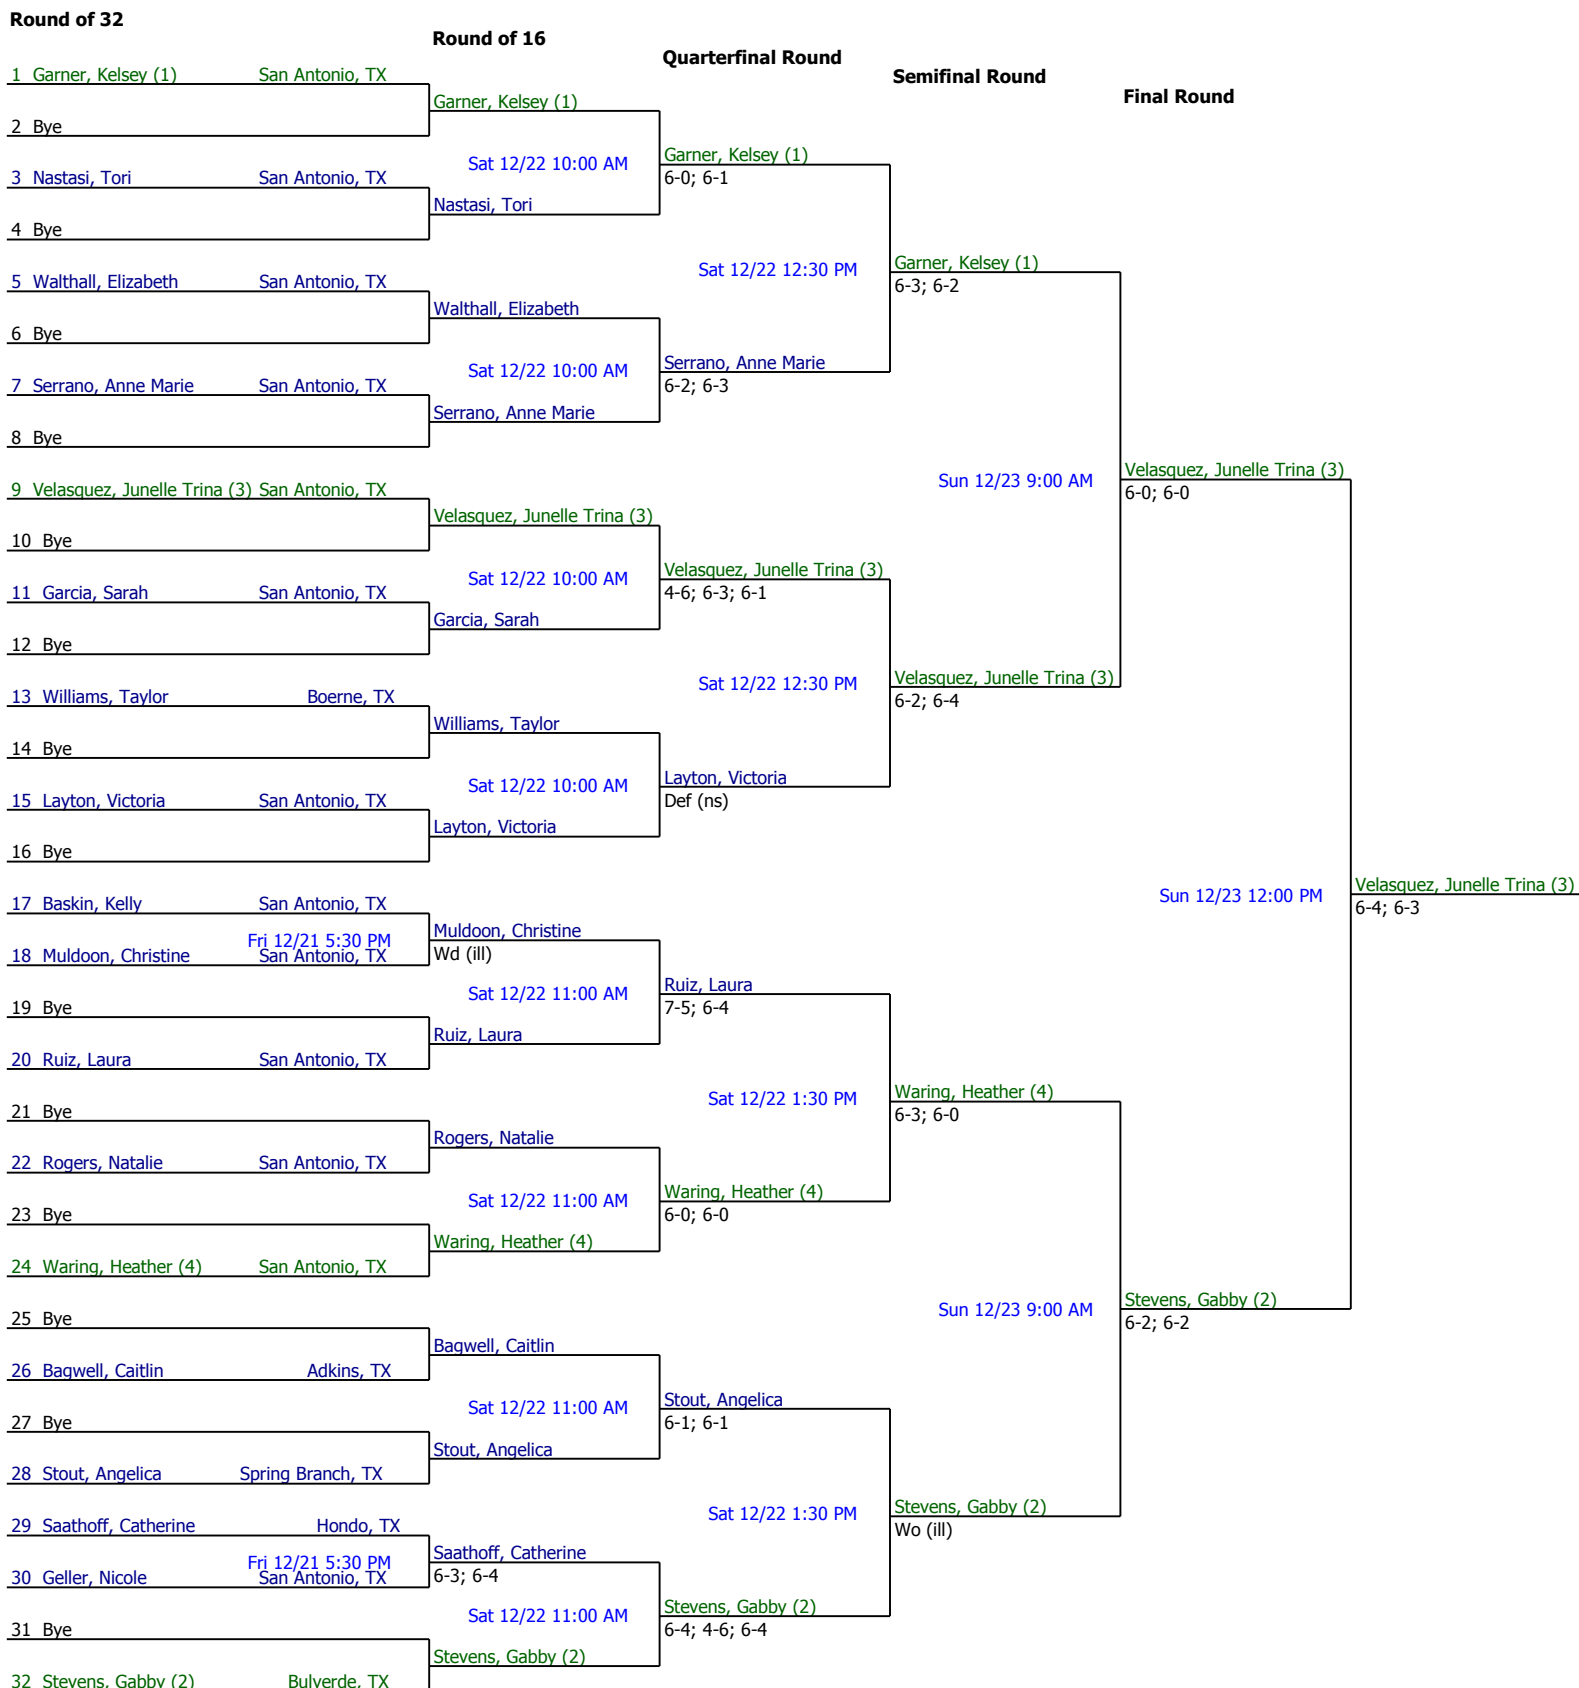 Round of 32
Round of 16
Quarterfinal Round
Semifinal Round
Final Round
1 Garner, Kelsey (1) San Antonio, TX
2 Bye
3 Nastasi, Tori San Antonio, TX
4 Bye
5 Walthall, Elizabeth San Antonio, TX
6 Bye
7 Serrano, Anne Marie San Antonio, TX
8 Bye
9 Velasquez, Junelle Trina (3) San Antonio, TX
10 Bye
11 Garcia, Sarah San Antonio, TX
12 Bye
13 Williams, Taylor Boerne, TX
14 Bye
15 Layton, Victoria San Antonio, TX
16 Bye
17 Baskin, Kelly San Antonio, TX
Fri 12/21 5:30 PM
18 Muldoon, Christine San Antonio, TX
19 Bye
20 Ruiz, Laura San Antonio, TX
21 Bye
22 Rogers, Natalie San Antonio, TX
23 Bye
24 Waring, Heather (4) San Antonio, TX
25 Bye
26 Bagwell, Caitlin Adkins, TX
27 Bye
28 Stout, Angelica Spring Branch, TX
29 Saathoff, Catherine Hondo, TX
Fri 12/21 5:30 PM
30 Geller, Nicole San Antonio, TX
31 Bye
32 Stevens, Gabby (2) Bulverde, TX
Garner, Kelsey (1)
Sat 12/22 10:00 AM
Nastasi, Tori
Walthall, Elizabeth
Sat 12/22 10:00 AM
Serrano, Anne Marie
Velasquez, Junelle Trina (3)
Sat 12/22 10:00 AM
Garcia, Sarah
Williams, Taylor
Sat 12/22 10:00 AM
Layton, Victoria
Muldoon, Christine
Wd (ill)
Sat 12/22 11:00 AM
Ruiz, Laura
Rogers, Natalie
Sat 12/22 11:00 AM
Waring, Heather (4)
Bagwell, Caitlin
Sat 12/22 11:00 AM
Stout, Angelica
Saathoff, Catherine
6-3; 6-4
Sat 12/22 11:00 AM
Stevens, Gabby (2)
Garner, Kelsey (1)
6-0; 6-1
Sat 12/22 12:30 PM
Serrano, Anne Marie
6-2; 6-3
Velasquez, Junelle Trina (3)
4-6; 6-3; 6-1
Sat 12/22 12:30 PM
Layton, Victoria
Def (ns)
Ruiz, Laura
7-5; 6-4
Sat 12/22 1:30 PM
Waring, Heather (4)
6-0; 6-0
Stout, Angelica
6-1; 6-1
Sat 12/22 1:30 PM
Stevens, Gabby (2)
6-4; 4-6; 6-4
Garner, Kelsey (1)
6-3; 6-2
Sun 12/23 9:00 AM
Velasquez, Junelle Trina (3)
6-2; 6-4
Waring, Heather (4)
6-3; 6-0
Sun 12/23 9:00 AM
Stevens, Gabby (2)
Wo (ill)
Velasquez, Junelle Trina (3)
6-0; 6-0
Sun 12/23 12:00 PM
Stevens, Gabby (2)
6-2; 6-2
Velasquez, Junelle Trina (3)
6-4; 6-3